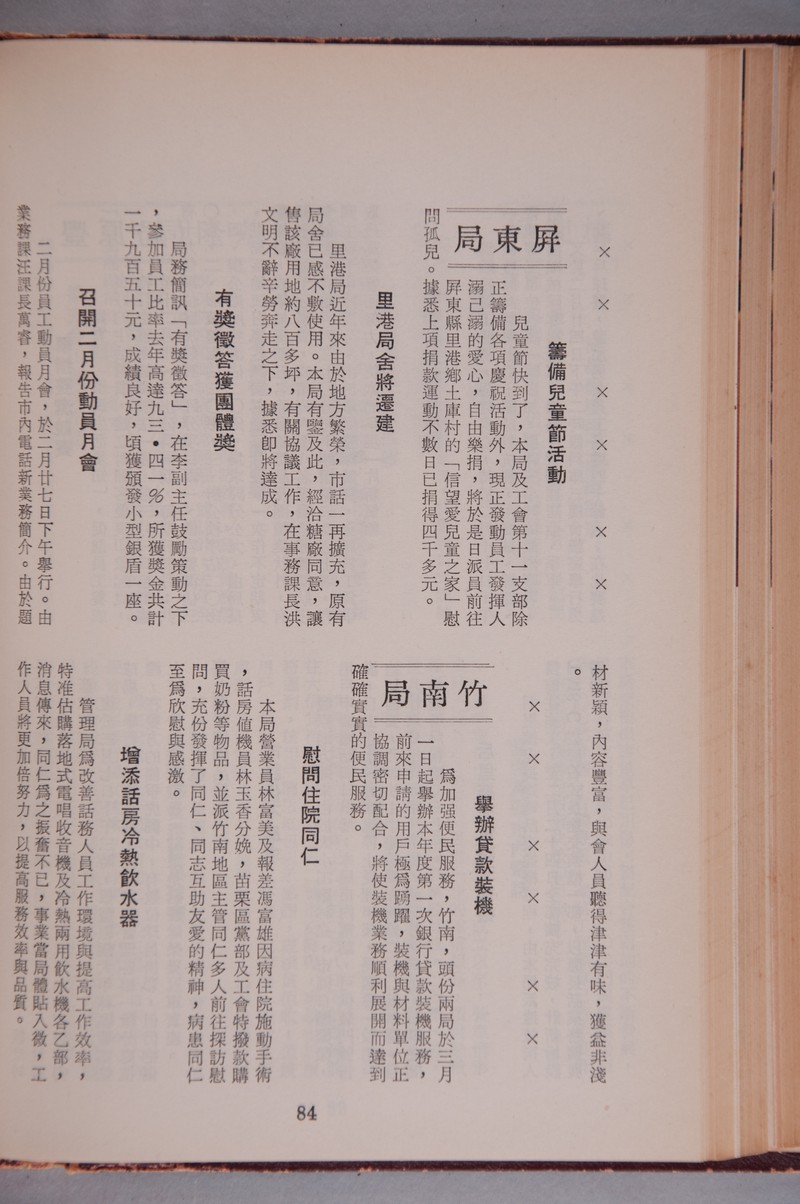 ×　×　×　×　×　×
屏東局
籌備兒童節活動
兒童節快到了，本局及工會第十一支部除
正籌備各項慶祝活動外，現正發動員工發揮人
溺己溺的愛心，自由樂捐，將於是日派員前往
屏東縣里港鄉土庫村的「信望愛兒童之家」慰
問孤兒。據悉上項捐款運動不數日已捐得四千多元。
里港局舍將遷建
里港局近年來由於地方繁榮，市話一再擴充，原有
局舍已感不敷使用。本局有鑒及此，經洽糖廠同意，讓
售該廠用地約八百多坪，有關協議工作，在事務課長洪
文明不辭辛勞奔走之下，據悉即將達成。
有獎徵答獲團體獎
局務簡訊「有獎徵答」，在李副主任鼓勵策動之下
，參加員工比率去年高達九三•四一％，所獲獎金共計
一千九百五十元，成績良好，頃獲頒發小型銀盾一座。
召開二月份動員月會
二月份員工動員月會，於二月廿七日下午舉行。由
業務課汪課長萬睿，報告市內電話新業務簡介。由於題
材新穎，內容豐富，與會人員聽得津津有味，獲益非淺
。
×　×　×　×　×　×
竹南局
舉辦貸款裝機
為加强便民服務，竹南，頭份兩局於三月
一日起舉辦本年度第一次銀行貸款裝機服務，
前來申請的用戶極為踴躍，裝機與材料單位正
協調密切配合，將使裝機業務順利展開而達到
確確實實的便民服務。
慰問住院同仁
本局營業員林富美及報差馮富雄因病住院施動手術
，話房値機員林玉香分娩，苗栗區黨部及工會特撥款購
買奶粉等物品，並派竹南地區主管同仁多人前往探訪慰
問，充份發揮了同仁、同志互助友愛的精神，病患同仁
至為欣慰與感激。
增添話房冷熱飲水器
管理局為改善話務人員工作環境與提高工作效率，
特准估購落地式電唱收音機及冷熱兩用飲水機各乙部，
消息傳來，同仁為之振奮不已，事業當局體貼入微，工
作人員將更加倍努力，以提高服務效率與品質。
84